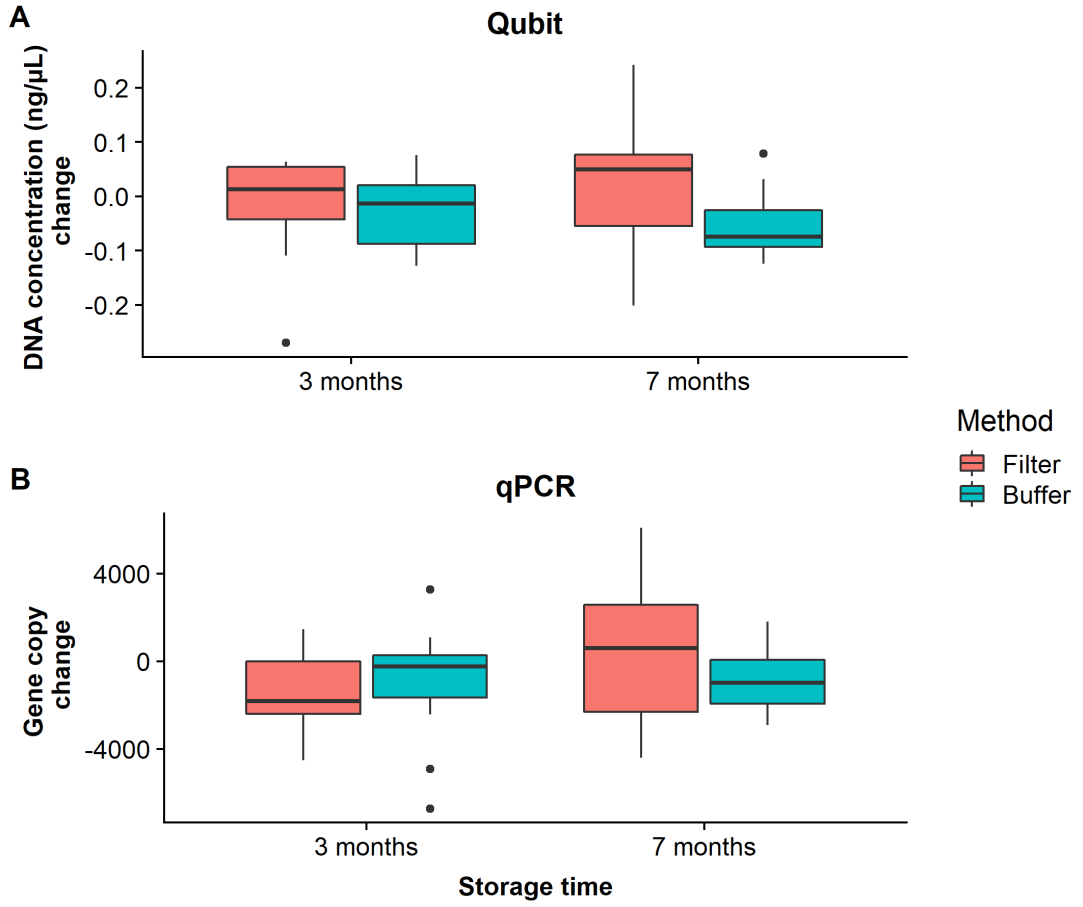 A
Qubit
DNA concentration (ng/µL)
change
0.2
0.1
0.0
-0.1
-0.2
3 months
7 months
Method
Filter
Buffer
B
qPCR
Gene copy
change
4000
0
-4000
3 months
7 months
Storage time